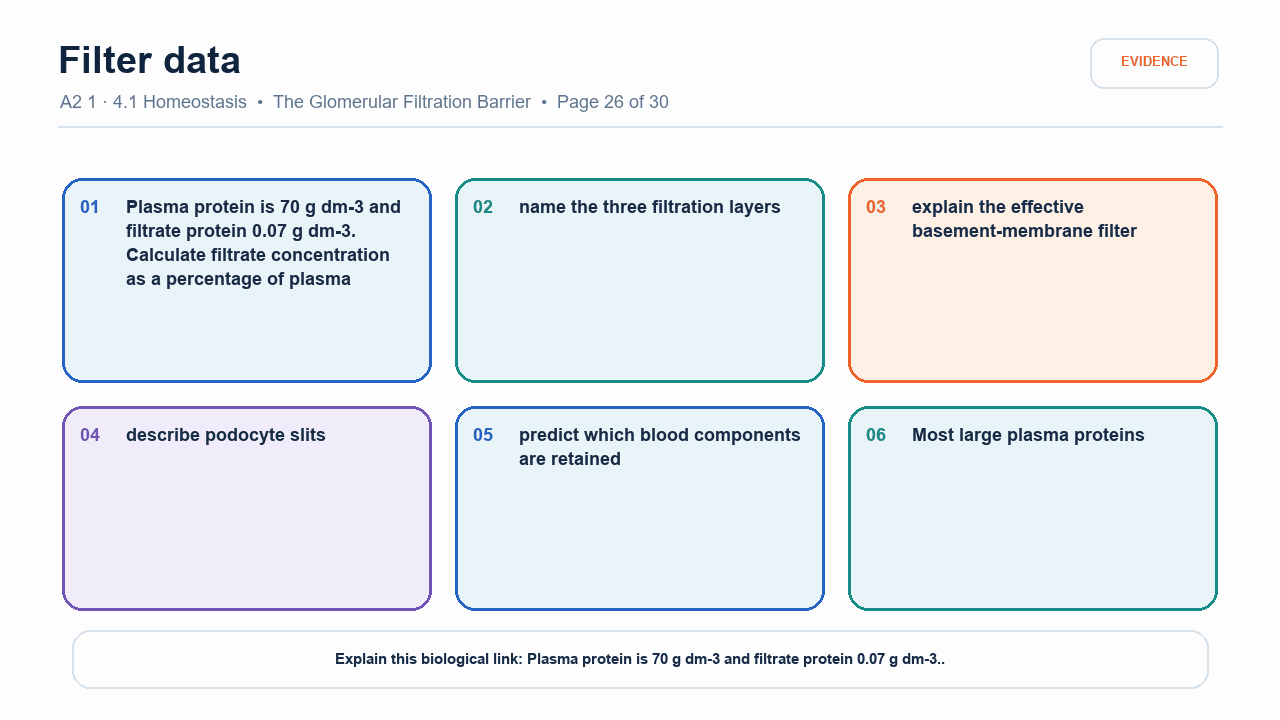 Filter data
EVIDENCE
A2 1 · 4.1 Homeostasis • The Glomerular Filtration Barrier • Page 26 of 30
01 Plasma protein is 70 g dm-3 and
filtrate protein 0.07 g dm-3.
Calculate filtrate concentration
as a percentage of plasma
02 name the three filtration layers
03 explain the effective
basement-membrane filter
04 describe podocyte slits
05 predict which blood components
are retained
06 Most large plasma proteins
Explain this biological link: Plasma protein is 70 g dm-3 and filtrate protein 0.07 g dm-3..